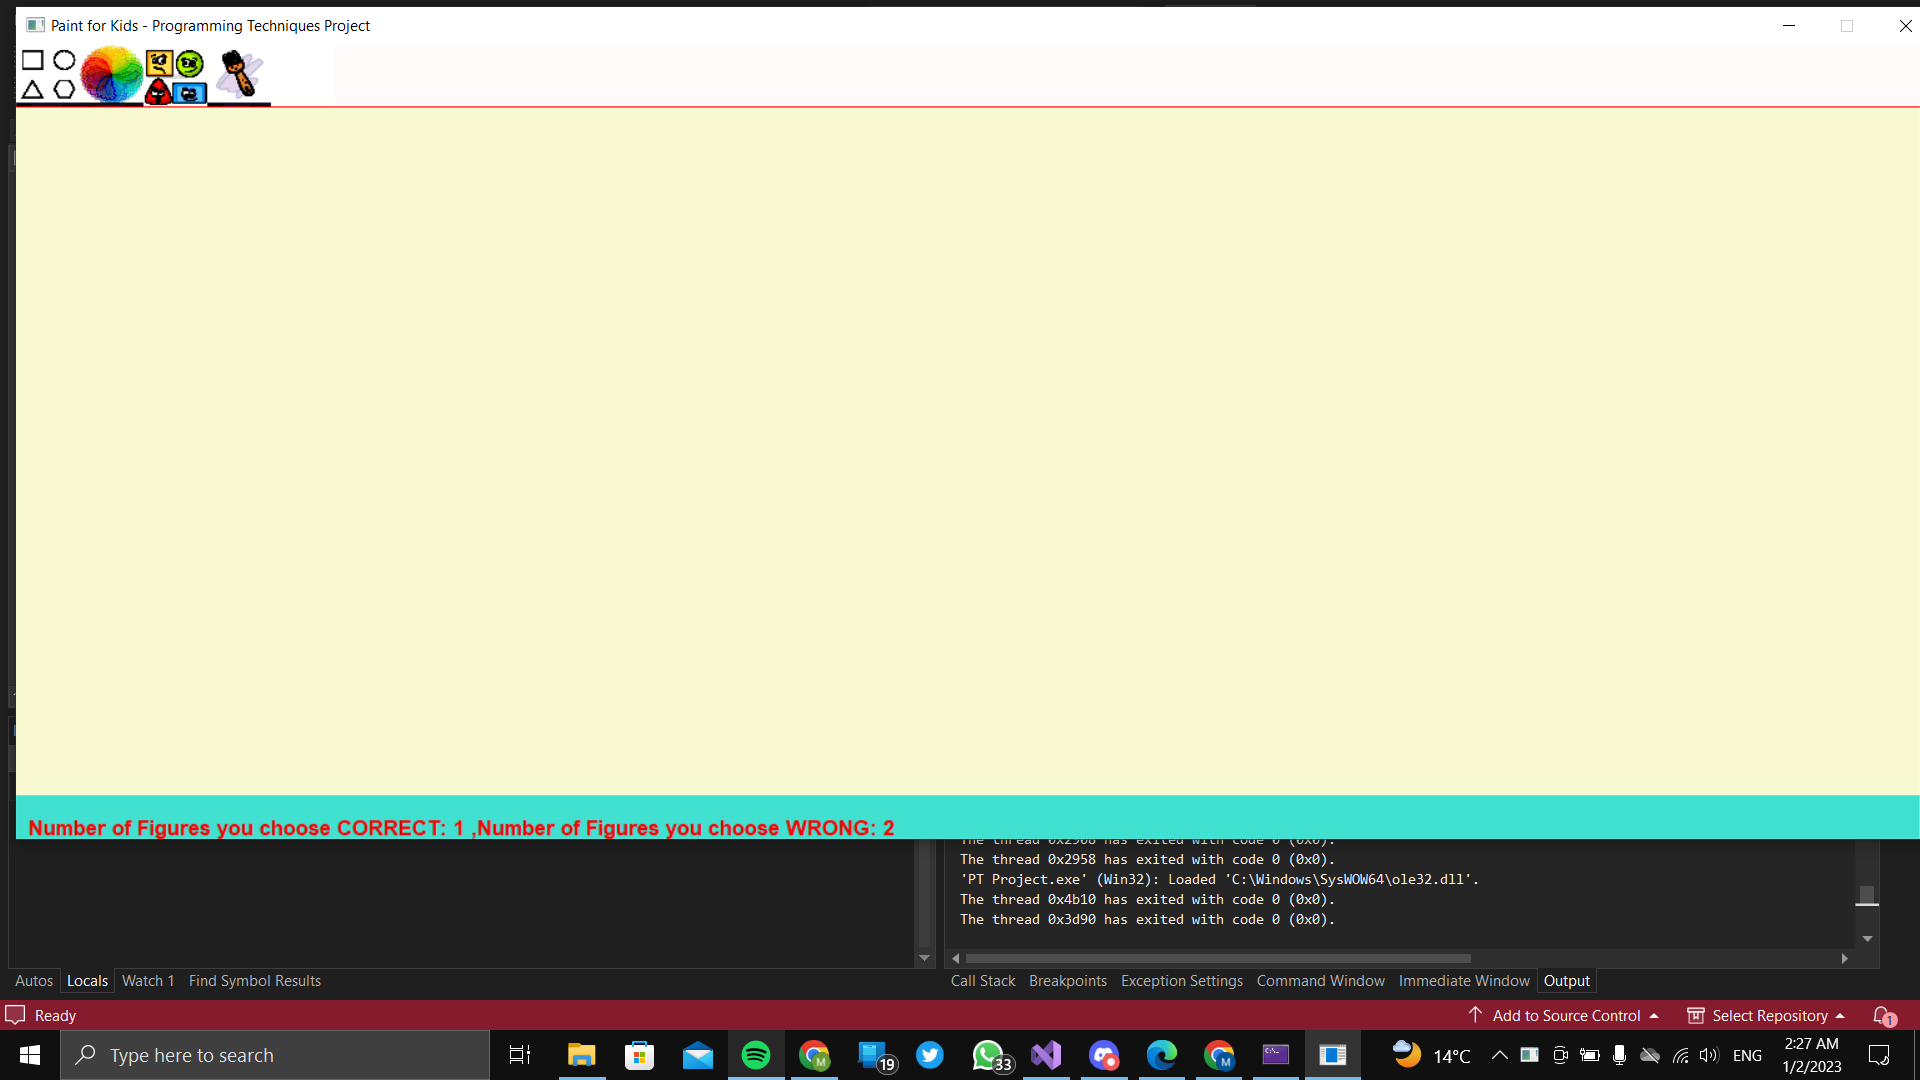 Paint for Kids - Programming Techniques Project
Number of Figures you choose CORRECT: 1 ,Number of Figures you choose WRONG: 2
The thread 0x2958 has exited with code 0 (0x0).
'PT Project.exe' (Win32): Loaded 'C:\Windows\SysWOW64\ole32.dll'.
The thread 0x4b10 has exited with code 0 (0x0).
The thread 0x3d90 has exited with code 0 (0x0).
Autos Locals Watch 1 Find Symbol Results
Call Stack Breakpoints Exception Settings Command Window Immediate Window Output
Ready
Add to Source Control
Select Repository
1
Type here to search
19
33
14°C
ENG
2:27 AM
1/2/2023